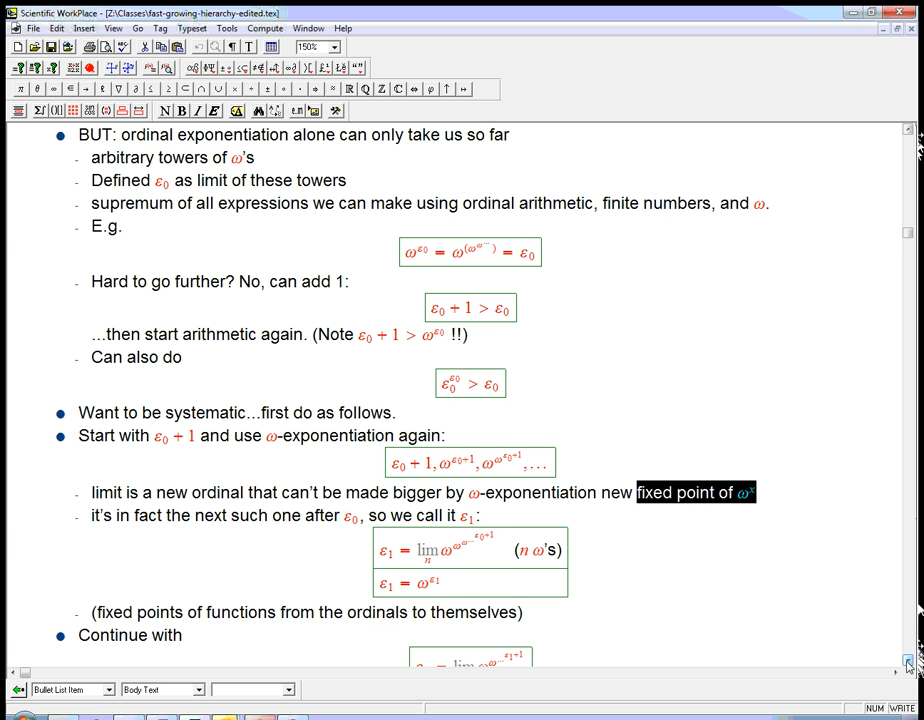 Scientific WorkPlace - [Z:\Classes\fast-growing-hierarchy-edited.tex]
File Edit Insert View Go Tag Typeset Tools Compute Window Help
150%
N B I E
BUT: ordinal exponentiation alone can only take us so far
- arbitrary towers of ω's
- Defined ε₀ as limit of these towers
- supremum of all expressions we can make using ordinal arithmetic, finite numbers, and ω.
- E.g.
ω^{ε₀} = ω^{(ω^{ω^{...}})} = ε₀
- Hard to go further? No, can add 1:
ε₀ + 1 > ε₀
...then start arithmetic again. (Note ε₀ + 1 > ω^{ε₀} !!)
- Can also do
ε₀^{ε₀} > ε₀
Want to be systematic...first do as follows.
Start with ε₀ + 1 and use ω-exponentiation again:
ε₀ + 1, ω^{ε₀+1}, ω^{ω^{ε₀+1}}, …
- limit is a new ordinal that can't be made bigger by ω-exponentiation new fixed point of ω^x
- it's in fact the next such one after ε₀, so we call it ε₁:
ε₁ = lim_n ω^{ω^{ω^{...^{ε₀+1}}}} (n ω's)
ε₁ = ω^{ε₁}
- (fixed points of functions from the ordinals to themselves)
Continue with
Bullet List Item Body Text
NUM WRITE